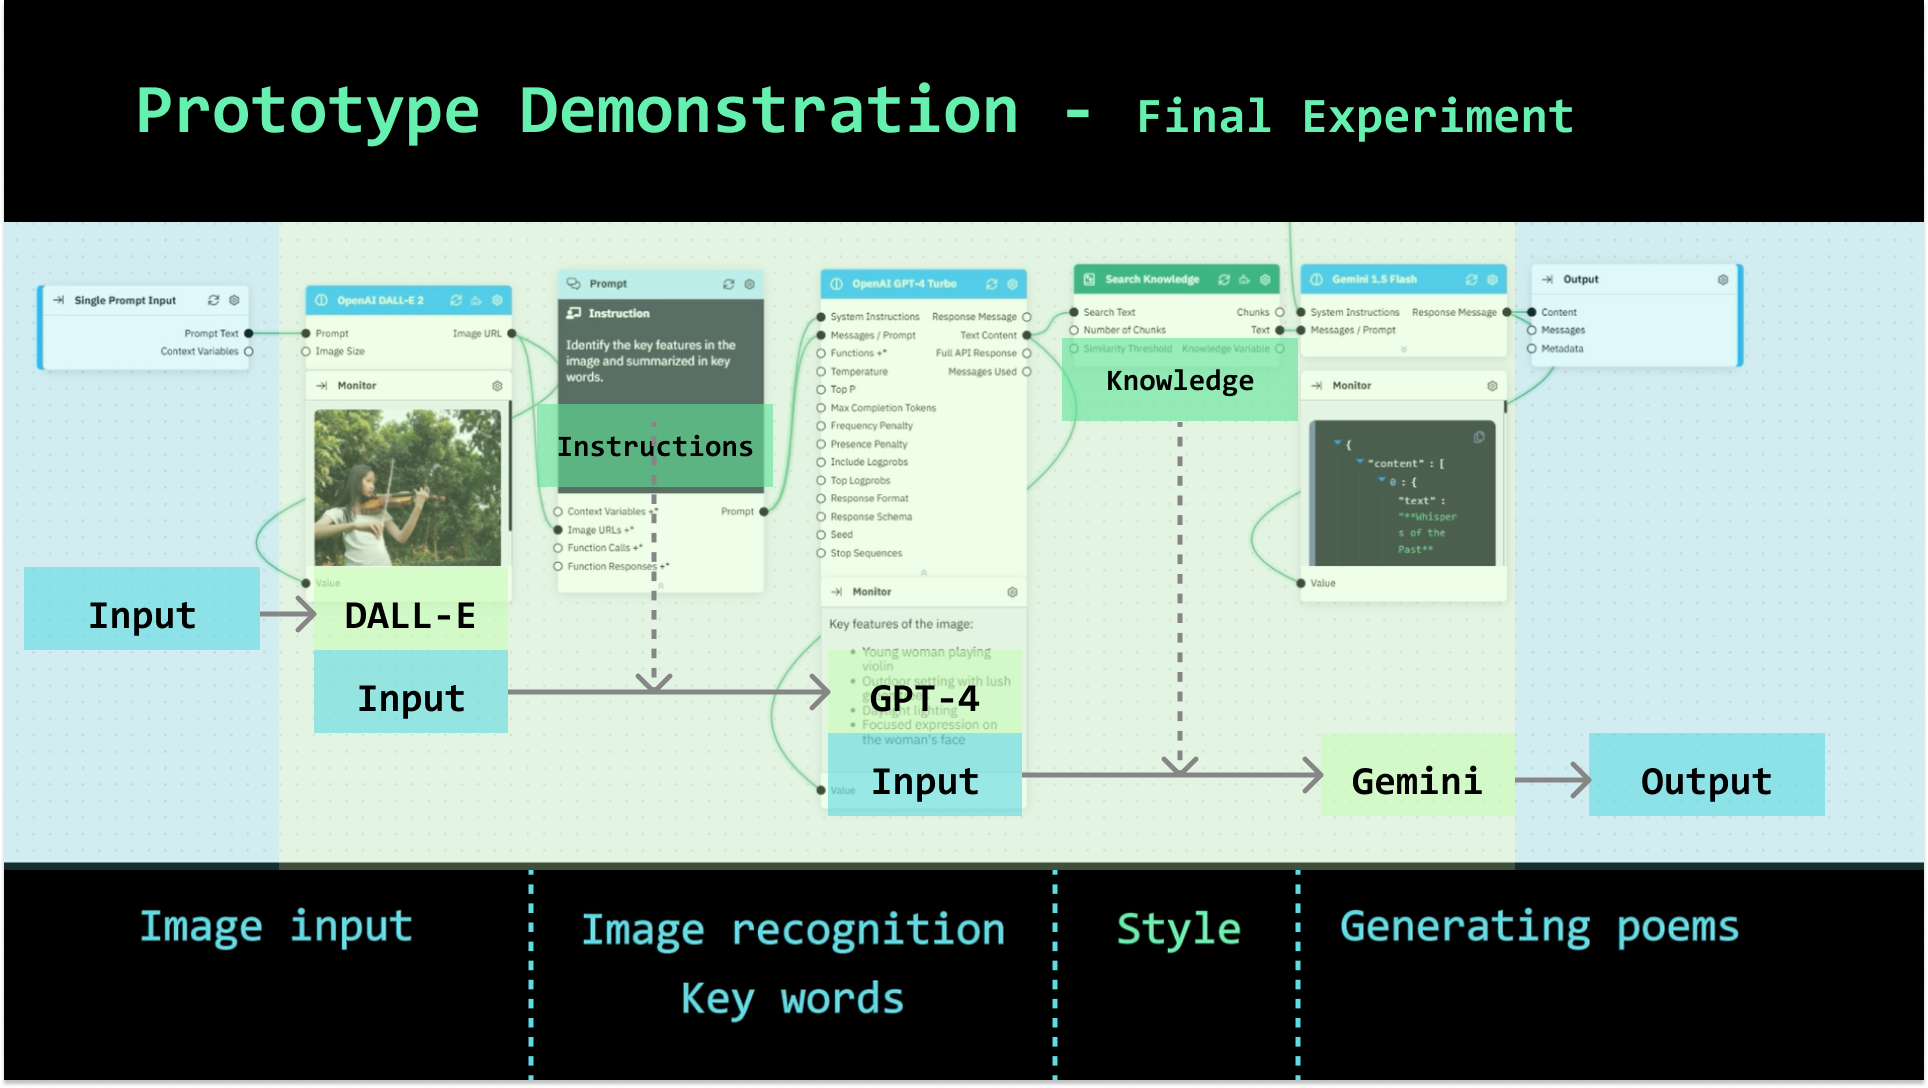 Prototype Demonstration - Final Experiment
Single Prompt Input
Prompt Text
Context Variables
OpenAI DALL-E 2
Prompt
Image URL
Image Size
Monitor
Value
Prompt
Instruction
Identify the key features in the
image and summarized in key
words.
Instructions
Context Variables +*
Prompt
Image URLs +*
Function Calls +*
Function Responses +*
OpenAI GPT-4 Turbo
System Instructions
Response Message
Messages / Prompt
Text Content
Functions +*
Full API Response
Temperature
Messages Used
Top P
Max Completion Tokens
Frequency Penalty
Presence Penalty
Include Logprobs
Top Logprobs
Response Format
Response Schema
Seed
Stop Sequences
Monitor
Key features of the image:
Young woman playing
violin
Outdoor setting with lush
Daylight lighting
Focused expression on
the woman's face
Value
Search Knowledge
Search Text
Chunks
Number of Chunks
Text
Similarity Threshold
Knowledge Variable
Knowledge
Gemini 1.5 Flash
System Instructions
Response Message
Messages / Prompt
Monitor
{
"content" : [
0 : {
"text" :
"**Whisper
s of the
Past**
Value
Output
Content
Messages
Metadata
Input
DALL-E
Input
GPT-4
Input
Gemini
Output
Image input
Image recognition
Key words
Style
Generating poems